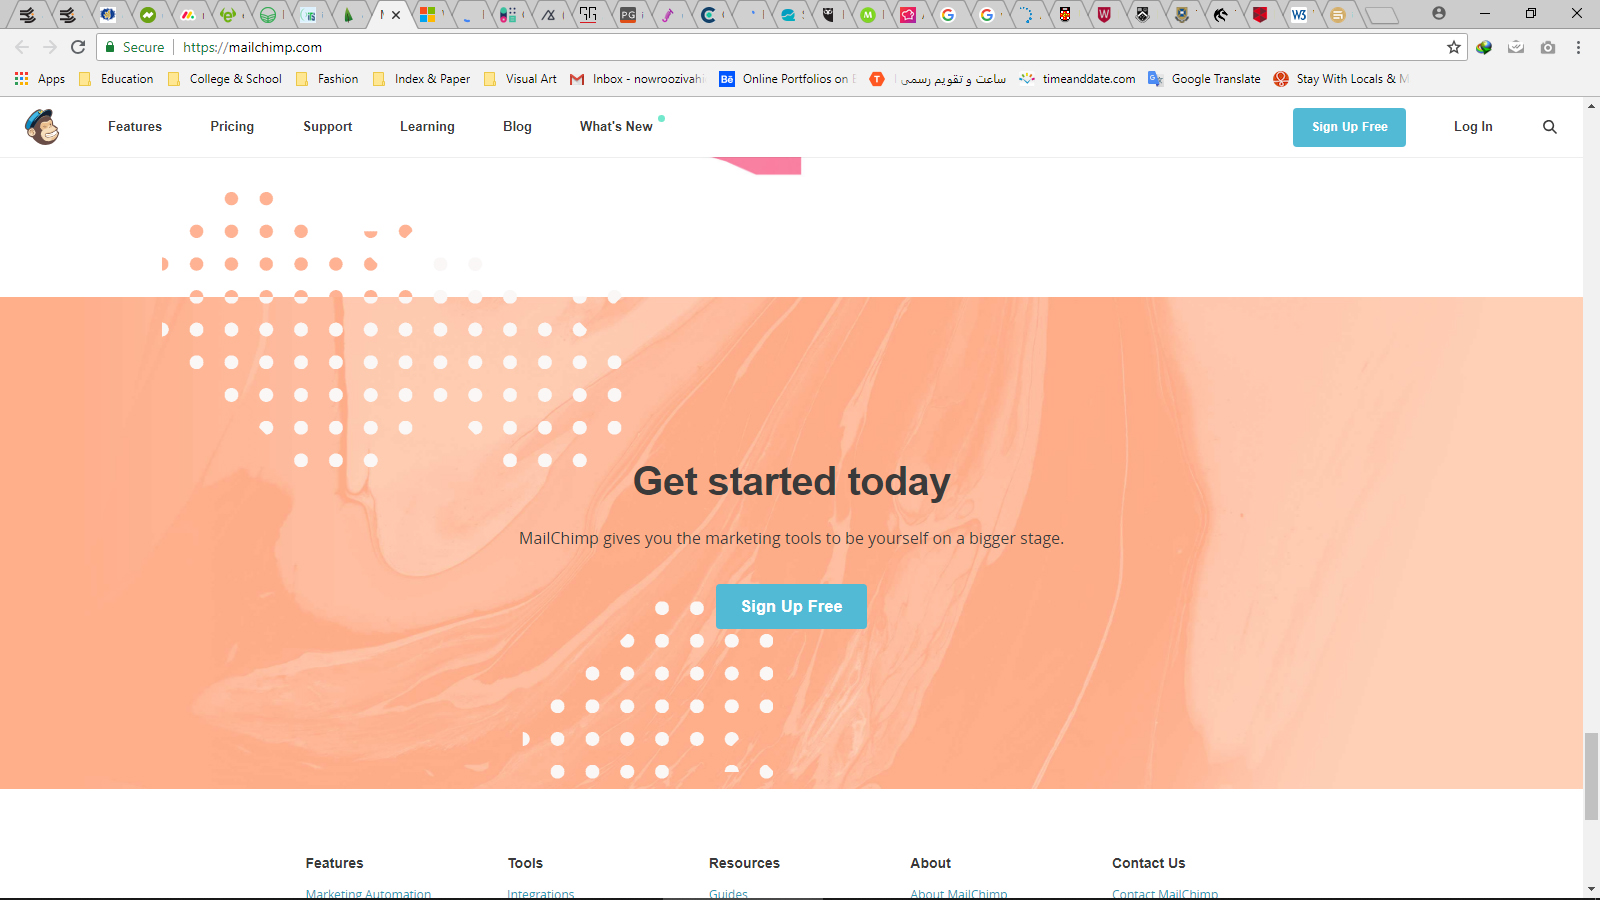 Secure
https://mailchimp.com
Apps
Education
College & School
Fashion
Index & Paper
Visual Art
Inbox - nowroozivahi
Online Portfolios on
ساعت و تقویم رسمی
timeanddate.com
Google Translate
Stay With Locals & M
Features
Pricing
Support
Learning
Blog
What's New
Sign Up Free
Log In
Get started today
MailChimp gives you the marketing tools to be yourself on a bigger stage.
Sign Up Free
Features
Tools
Resources
About
Contact Us
Marketing Automation
Integrations
Guides
About MailChimp
Contact MailChimp